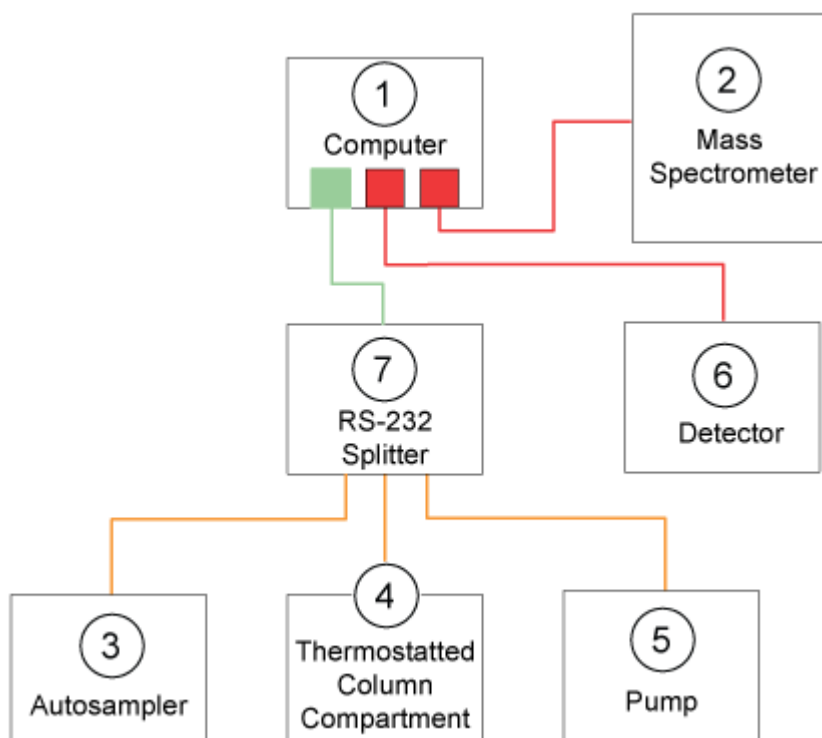 1
Computer
2
Mass
Spectrometer
7
RS-232
Splitter
6
Detector
3
Autosampler
4
Thermostatted
Column
Compartment
5
Pump